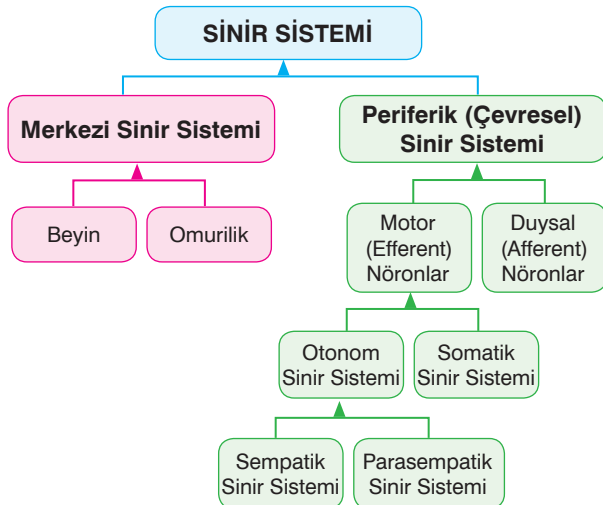 SİNİR SİSTEMİ
Merkezi Sinir Sistemi
Periferik (Çevresel)
Sinir Sistemi
Beyin
Omurilik
Motor
(Efferent)
Nöronlar
Duysal
(Afferent)
Nöronlar
Otonom
Sinir Sistemi
Somatik
Sinir Sistemi
Sempatik
Sinir Sistemi
Parasempatik
Sinir Sistemi